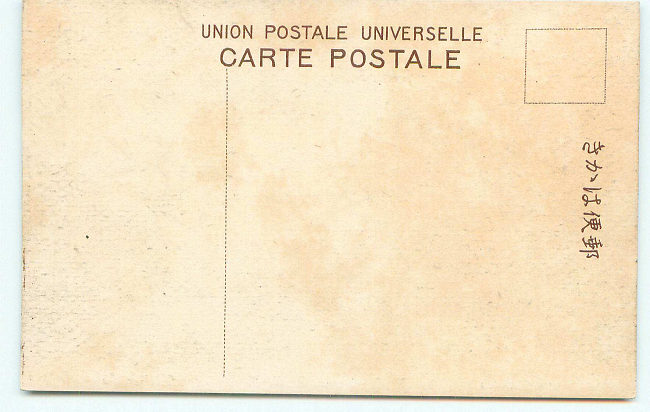 UNION POSTALE UNIVERSELLE
CARTE POSTALE
きかは便郵